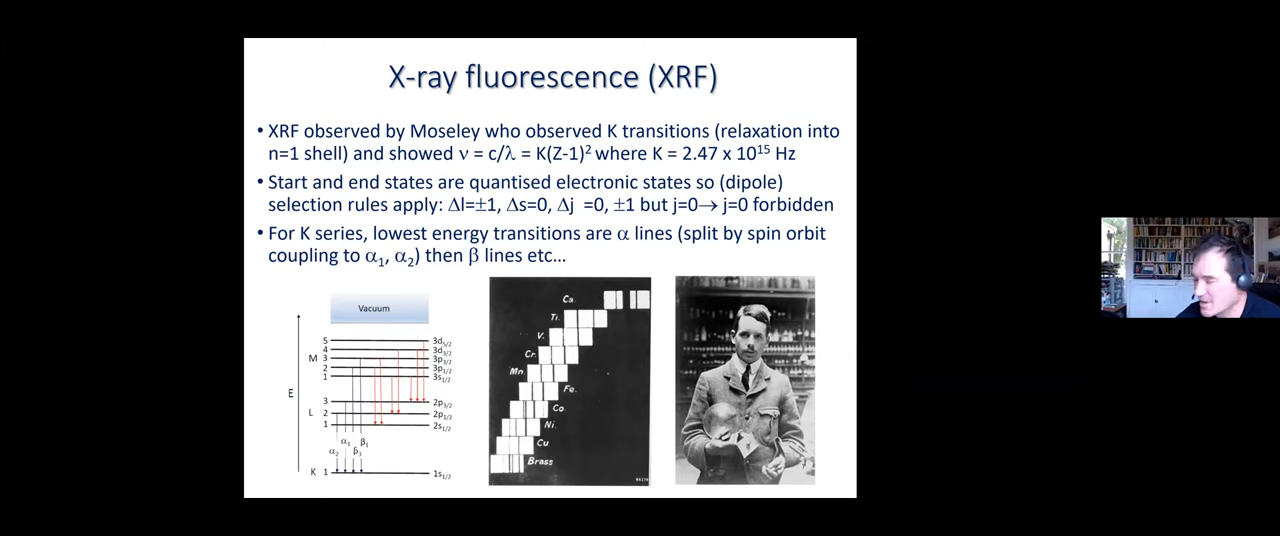 X-ray fluorescence (XRF)
• XRF observed by Moseley who observed K transitions (relaxation into
n=1 shell) and showed ν = c/λ = K(Z-1)² where K = 2.47 x 10¹⁵ Hz
• Start and end states are quantised electronic states so (dipole)
selection rules apply: Δl=±1, Δs=0, Δj =0, ±1 but j=0→ j=0 forbidden
• For K series, lowest energy transitions are α lines (split by spin orbit
coupling to α₁, α₂) then β lines etc...
Vacuum
5 3d5/2
4 3d3/2
M 3 3p3/2
2 3p1/2
1 3s1/2
E
3 2p3/2
L 2 2p1/2
1 2s1/2
α₁ β₁
α₂ β₃
K 1 1s1/2
Ca.
Ti.
V.
Cr.
Mn.
Fe.
Co.
Ni.
Cu
Brass